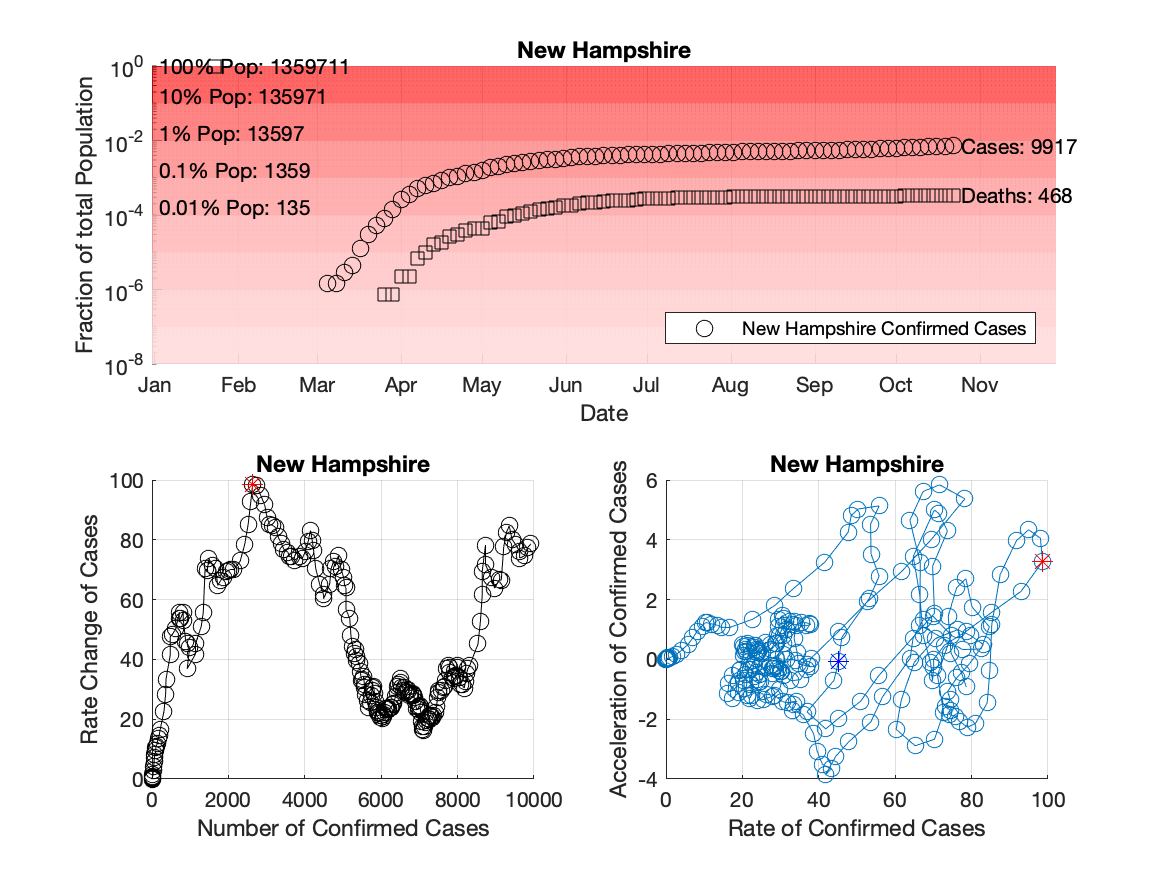 New Hampshire
Fraction of total Population
10^0
10^-2
10^-4
10^-6
10^-8
100% Pop: 1359711
10% Pop: 135971
1% Pop: 13597
0.1% Pop: 1359
0.01% Pop: 135
Cases: 9917
Deaths: 468
New Hampshire Confirmed Cases
Jan Feb Mar Apr May Jun Jul Aug Sep Oct Nov
Date
New Hampshire
Rate Change of Cases
100
80
60
40
20
0
0 2000 4000 6000 8000 10000
Number of Confirmed Cases
New Hampshire
Acceleration of Confirmed Cases
6
4
2
0
-2
-4
0 20 40 60 80 100
Rate of Confirmed Cases